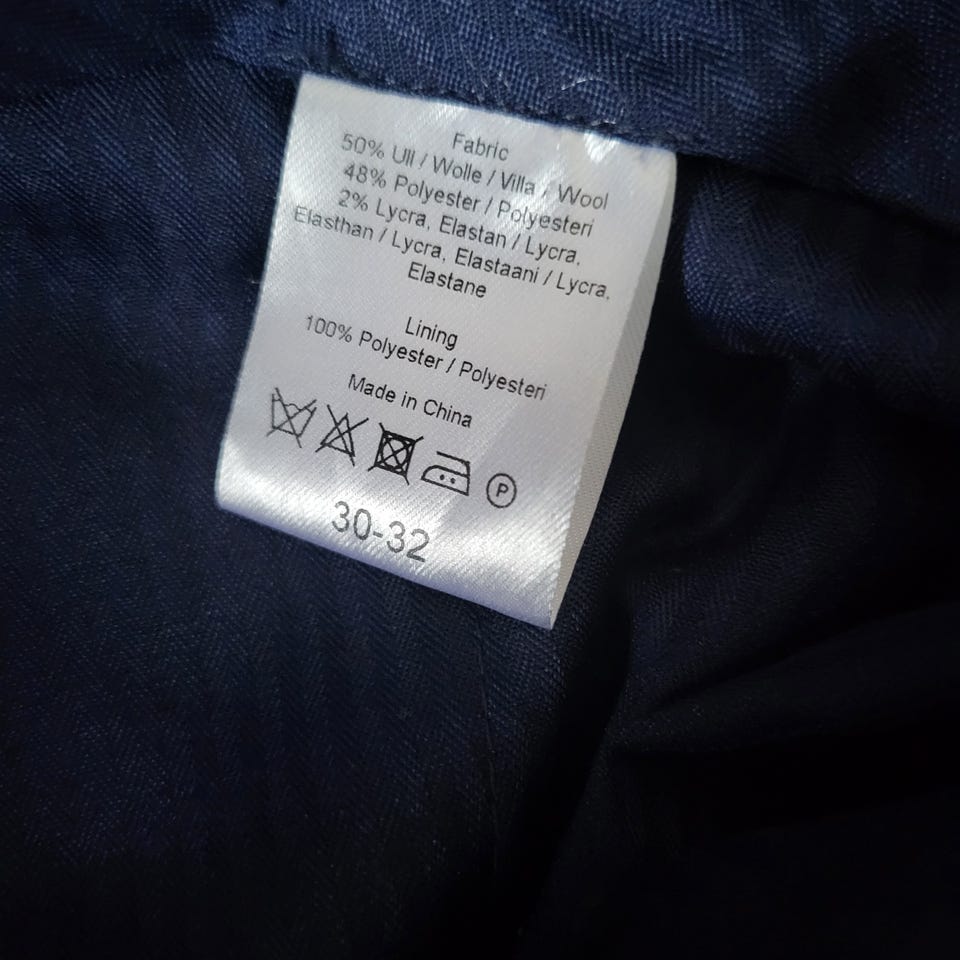 Fabric
50% Ull / Wolle / Villa / Wool
48% Polyester / Polyesteri
2% Lycra, Elastan / Lycra,
Elasthan / Lycra, Elastaani / Lycra,
Elastane
Lining
100% Polyester / Polyesteri
Made in China
P
30-32